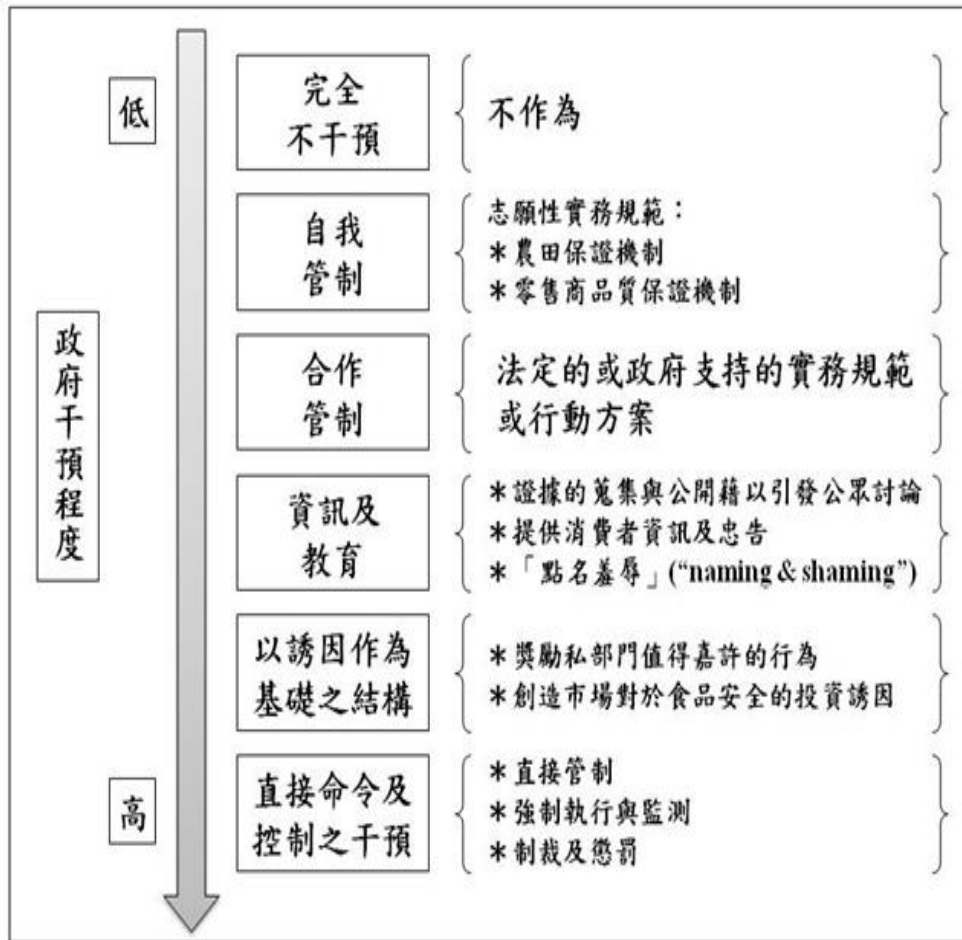 低
完全
不干預
不作為
自我
管制
志願性實務規範：
＊農田保證機制
＊零售商品質保證機制
政府干預程度
合作
管制
法定的或政府支持的實務規範
或行動方案
資訊及
教育
＊證據的蒐集與公開藉以引發公眾討論
＊提供消費者資訊及忠告
＊「點名羞辱」(“naming & shaming”)
以誘因作為
基礎之結構
＊獎勵私部門值得嘉許的行為
＊創造市場對於食品安全的投資誘因
高
直接命令及
控制之干預
＊直接管制
＊強制執行與監測
＊制裁及懲罰